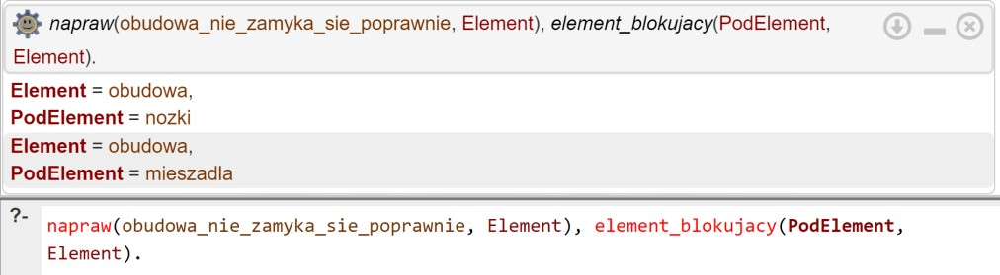 napraw(obudowa_nie_zamyka_sie_poprawnie, Element), element_blokujacy(PodElement,
Element).
Element = obudowa,
PodElement = nozki
Element = obudowa,
PodElement = mieszadla
?- napraw(obudowa_nie_zamyka_sie_poprawnie, Element), element_blokujacy(PodElement,
Element).